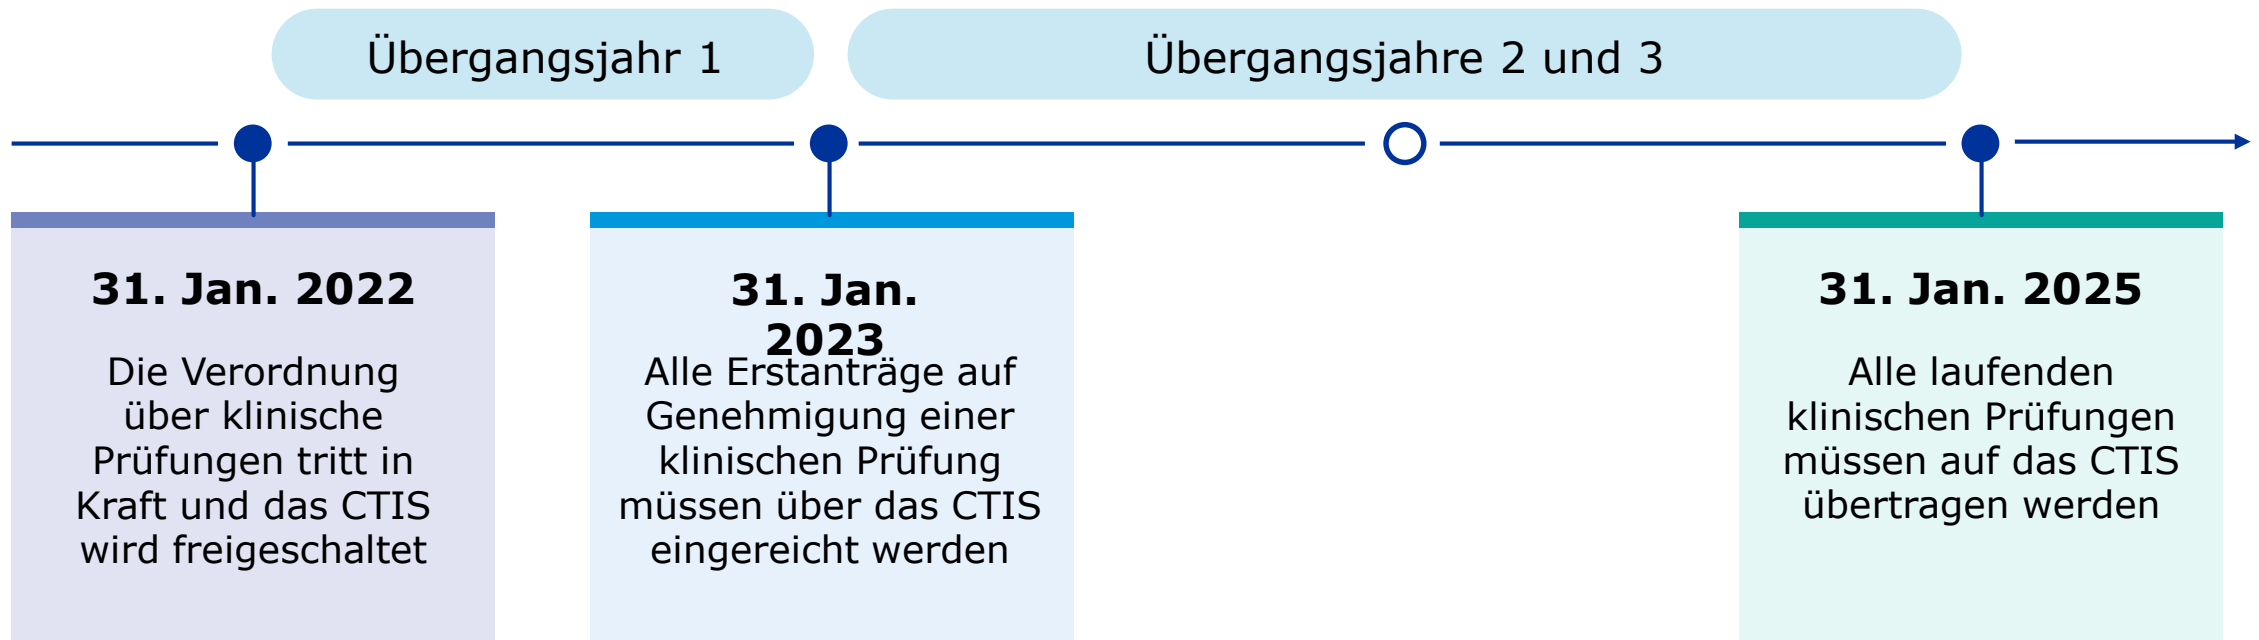 Übergangsjahr 1
Übergangsjahre 2 und 3
31. Jan. 2022
Die Verordnung
über klinische
Prüfungen tritt in
Kraft und das CTIS
wird freigeschaltet
31. Jan.
2023
Alle Erstanträge auf
Genehmigung einer
klinischen Prüfung
müssen über das CTIS
eingereicht werden
31. Jan. 2025
Alle laufenden
klinischen Prüfungen
müssen auf das CTIS
übertragen werden